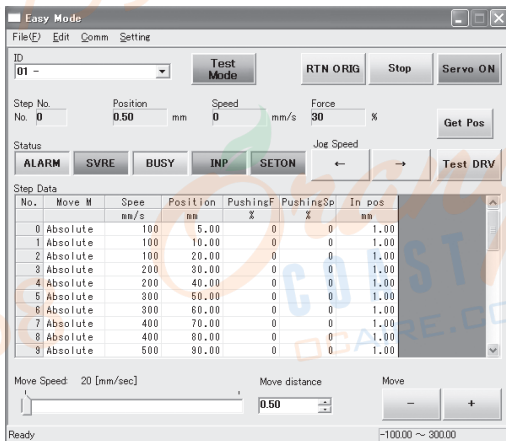 Easy Mode
File(F) Edit Comm Setting
ID
01 -
Test Mode
RTN ORIG Stop Servo ON
Step No. Position Speed Force
No. 0 0.50 mm 0 mm/s 30 %
Get Pos
Status Jog Speed
ALARM SVRE BUSY INP SETON ← → Test DRV
Step Data
No. Move M Spee Position PushingF PushingSp In pos
mm/s mm % % mm
0 Absolute 100 5.00 0 0 1.00
1 Absolute 100 10.00 0 0 1.00
2 Absolute 100 20.00 0 0 1.00
3 Absolute 200 30.00 0 0 1.00
4 Absolute 200 40.00 0 0 1.00
5 Absolute 300 50.00 0 0 1.00
6 Absolute 300 60.00 0 0 1.00
7 Absolute 400 70.00 0 0 1.00
8 Absolute 400 80.00 0 0 1.00
9 Absolute 500 90.00 0 0 1.00
Move Speed: 20 [mm/sec] Move distance Move
0.50 - +
Ready -100.00 ~ 300.00